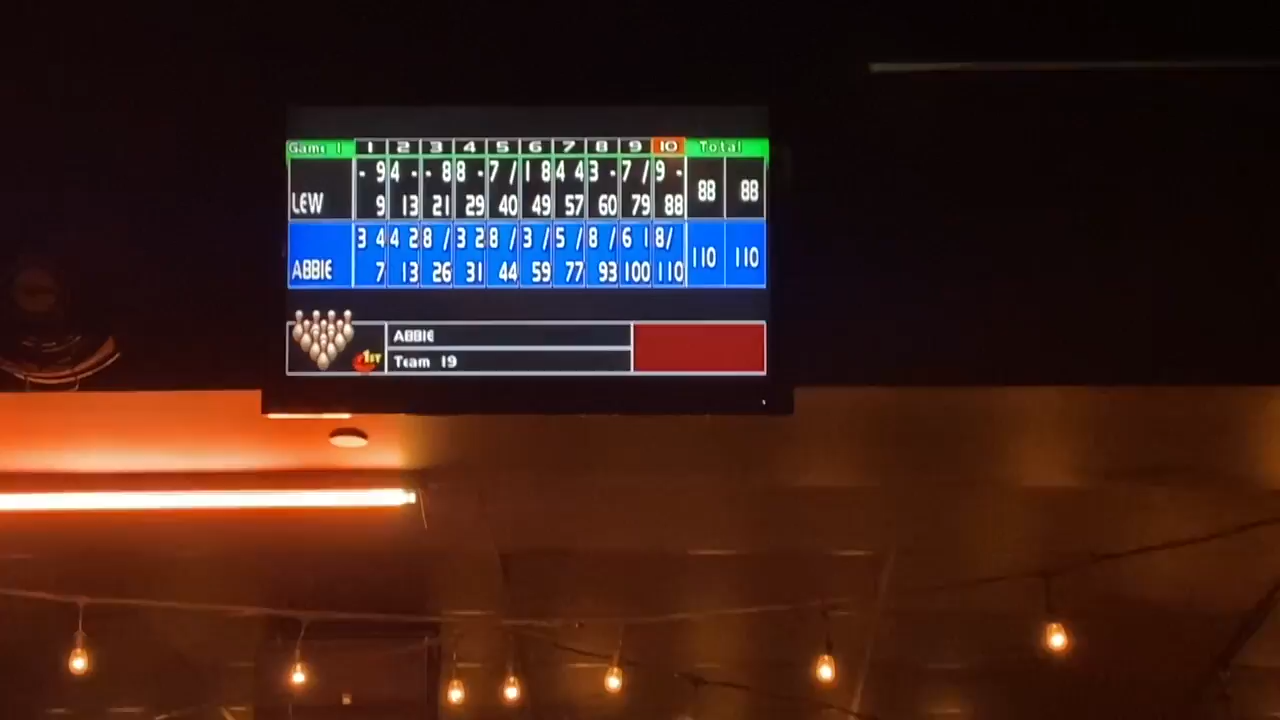 Game 1 1 2 3 4 5 6 7 8 9 10 Total
- 9 4 - - 8 8 - 7 / 1 8 4 4 3 - 7 / 9 -
LEW 9 13 21 29 40 49 57 60 79 88 88 88
3 4 4 2 8 / 3 2 8 / 3 / 5 / 8 / 6 1 8 /
ABBIE 7 13 26 31 44 59 77 93 100 110 110 110
ABBIE
1ST
Team 19